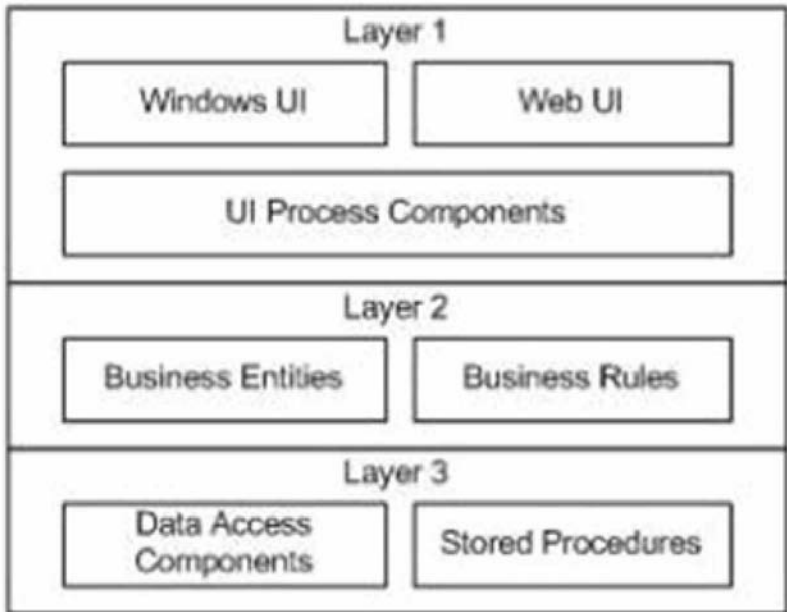 Layer 1
Windows UI
Web UI
UI Process Components
Layer 2
Business Entities
Business Rules
Layer 3
Data Access
Components
Stored Procedures